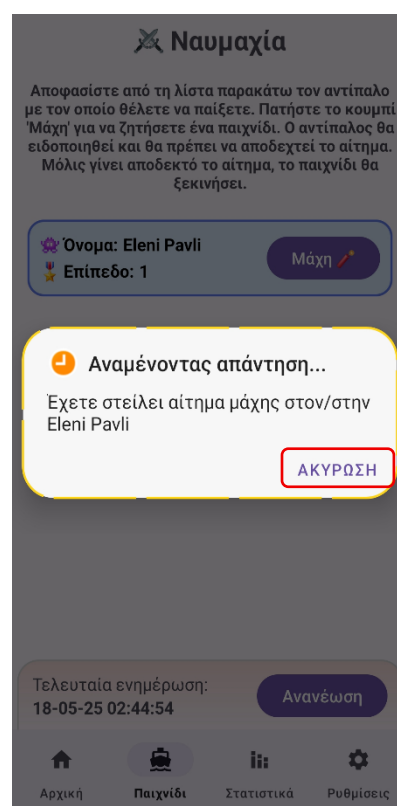 Ναυμαχία
Αποφασίστε από τη λίστα παρακάτω τον αντίπαλο
με τον οποίο θέλετε να παίξετε. Πατήστε το κουμπί
'Μάχη' για να ζητήσετε ένα παιχνίδι. Ο αντίπαλος θα
ειδοποιηθεί και θα πρέπει να αποδεχτεί το αίτημα.
Μόλις γίνει αποδεκτό το αίτημα, το παιχνίδι θα
ξεκινήσει.
Όνομα: Eleni Pavli
Επίπεδο: 1
Μάχη
Αναμένοντας απάντηση...
Έχετε στείλει αίτημα μάχης στον/στην
Eleni Pavli
ΑΚΥΡΩΣΗ
Τελευταία ενημέρωση:
18-05-25 02:44:54
Ανανέωση
Αρχική
Παιχνίδι
Στατιστικά
Ρυθμίσεις